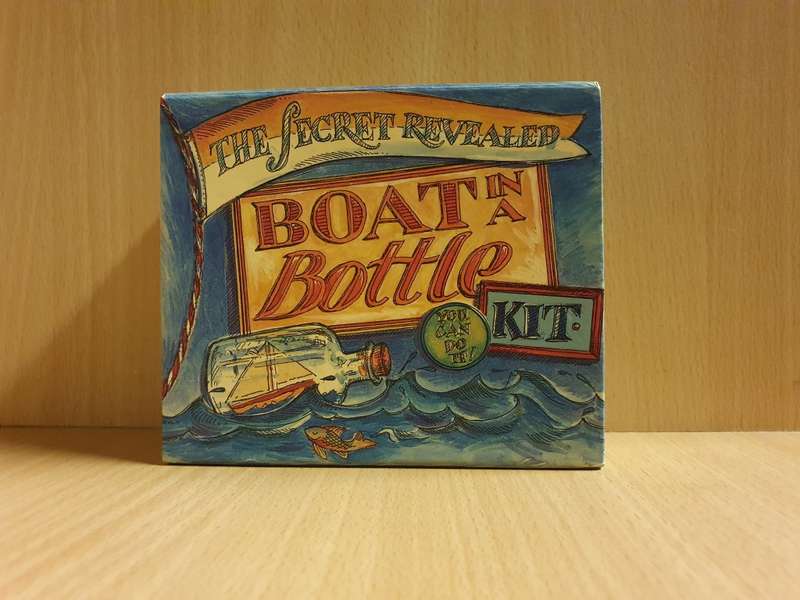 THE SECRET REVEALED
BOAT IN
A
Bottle
KIT.
YOU
CAN
DO
IT!